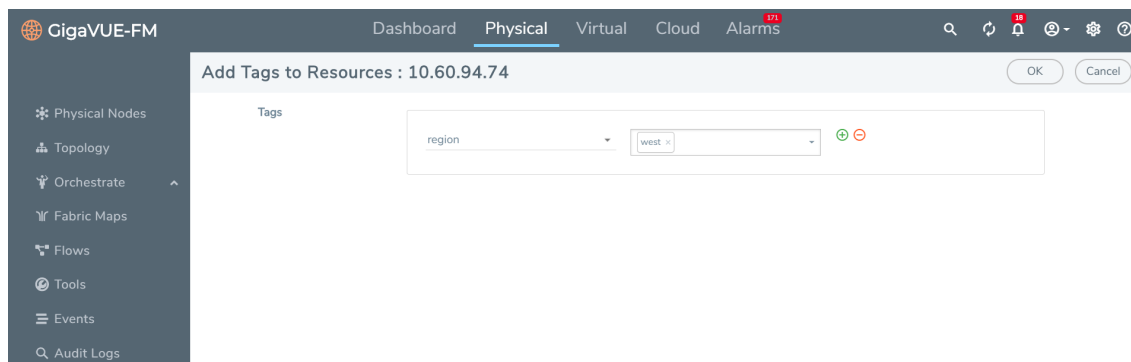 GigaVUE-FM
Dashboard Physical Virtual Cloud Alarms 171 18
Add Tags to Resources : 10.60.94.74 OK Cancel
Physical Nodes
Topology
Orchestrate
Fabric Maps
Flows
Tools
Events
Audit Logs
Tags
region west ×